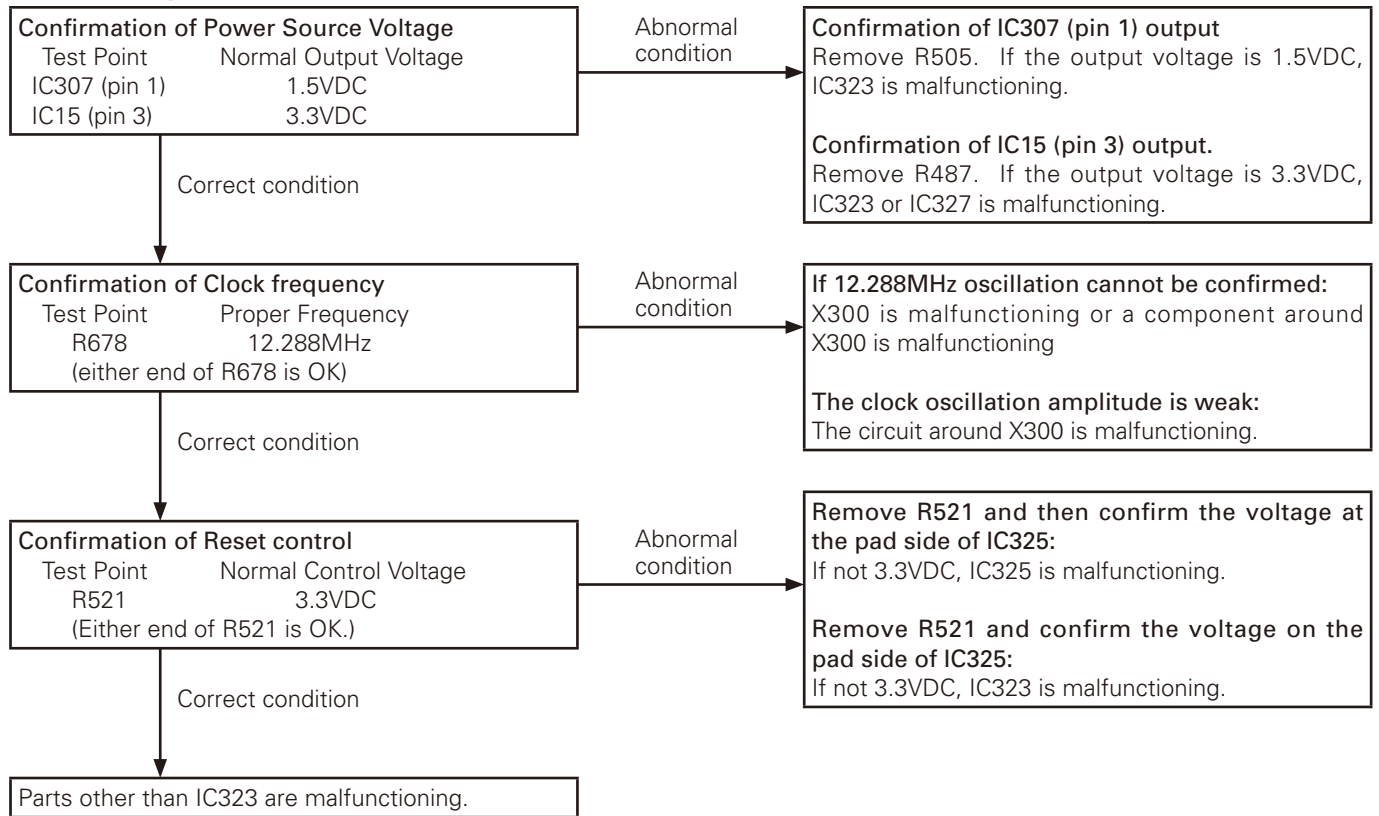 Confirmation of Power Source Voltage
Test Point Normal Output Voltage
IC307 (pin 1) 1.5VDC
IC15 (pin 3) 3.3VDC
Abnormal
condition
Confirmation of IC307 (pin 1) output
Remove R505. If the output voltage is 1.5VDC,
IC323 is malfunctioning.
Confirmation of IC15 (pin 3) output.
Remove R487. If the output voltage is 3.3VDC,
IC323 or IC327 is malfunctioning.
Correct condition
Confirmation of Clock frequency
Test Point Proper Frequency
R678 12.288MHz
(either end of R678 is OK)
Abnormal
condition
If 12.288MHz oscillation cannot be confirmed:
X300 is malfunctioning or a component around
X300 is malfunctioning
The clock oscillation amplitude is weak:
The circuit around X300 is malfunctioning.
Correct condition
Confirmation of Reset control
Test Point Normal Control Voltage
R521 3.3VDC
(Either end of R521 is OK.)
Abnormal
condition
Remove R521 and then confirm the voltage at
the pad side of IC325:
If not 3.3VDC, IC325 is malfunctioning.
Remove R521 and confirm the voltage on the
pad side of IC325:
If not 3.3VDC, IC323 is malfunctioning.
Correct condition
Parts other than IC323 are malfunctioning.